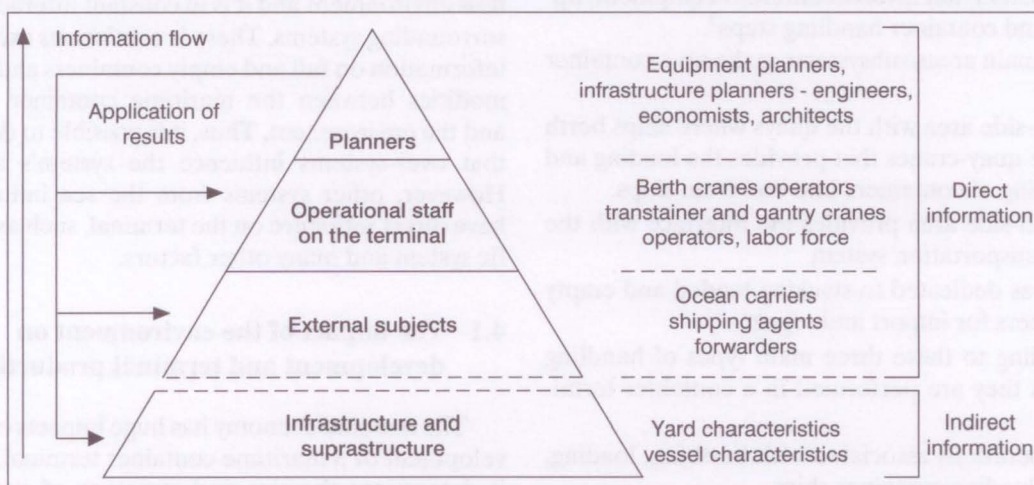 Information flow
Application of
results
Planners
Operational staff
on the terminal
External subjects
Infrastructure and
suprastructure
Equipment planners,
infrastructure planners - engineers,
economists, architects
Berth cranes operators
transtainer and gantry cranes
operators, labor force
Ocean carriers
shipping agents
forwarders
Yard characteristics
vessel characteristics
Direct
information
Indirect
information